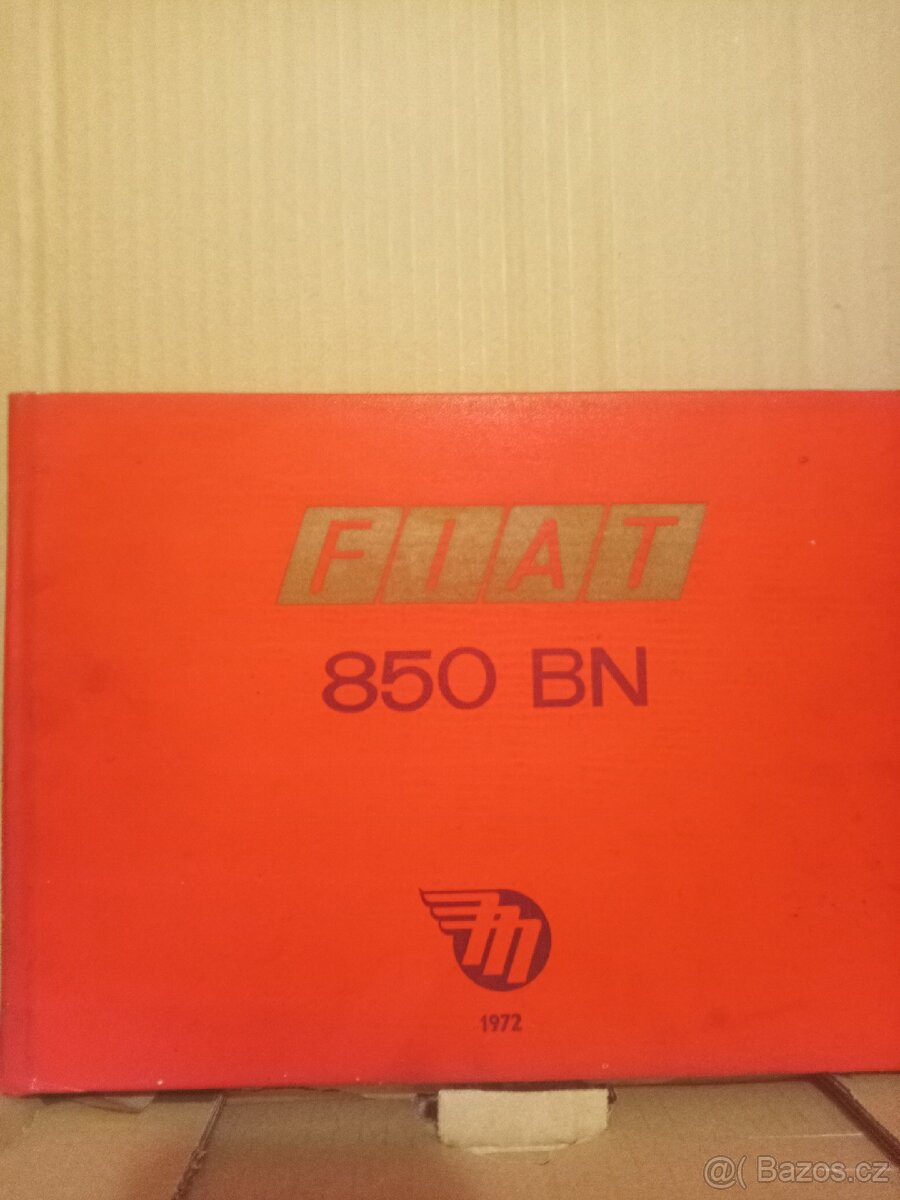 FIAT
850 BN
m
1972
@( Bazos.cz